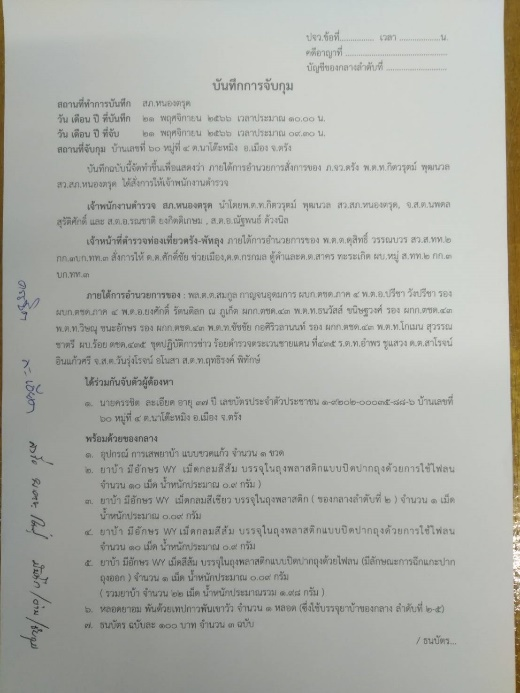 ปจว.ข้อที่............... เวลา ..................น.
คดีอาญาที่ ..............................................
บัญชีของกลางลำดับที่ ...........................
บันทึกการจับกุม
สถานที่ทำการบันทึก สภ.หนองตรุด
วัน เดือน ปี ที่บันทึก ๒๑ พฤศจิกายน ๒๕๖๖ เวลาประมาณ ๑๐.๐๐ น.
วัน เดือน ปี ที่จับ ๒๑ พฤศจิกายน ๒๕๖๖ เวลาประมาณ ๐๙.๓๐ น.
สถานที่จับกุม บ้านเลขที่ ๖๐ หมู่ที่ ๔ ต.นาโต๊ะหมิง อ.เมือง จ.ตรัง
บันทึกฉบับนี้จัดทำขึ้นเพื่อแสดงว่า ภายใต้การอำนวยการสั่งการของ ภ.จว.ตรัง พ.ต.ท.กิตวรุตม์ พุฒนวล
สว.สภ.หนองตรุด ได้สั่งการให้เจ้าพนักงานตำรวจ
เจ้าพนักงานตำรวจ สภ.หนองตรุด นำโดยพ.ต.ท.กิตวรุตม์ พุฒนวล สว.สภ.หนองตรุด, จ.ส.ต.นพดล
สุวัติศักดิ์ และ ส.ต.อ.รณชาติ ยงกิตติเกษม , ส.ต.อ.ณัฐพนธ์ ด้วงนิล
เจ้าหน้าที่ตำรวจท่องเที่ยวตรัง-พัทลุง ภายใต้การอำนวยการของ พ.ต.ต.ดุสิทธิ์ วรรณบวร สว.ส.ทท.๒
กก.๑บก.ทท.๓ สั่งการให้ ด.ต.ศักดิ์ชัย ช่วยเมือง,ด.ต.กรกมล ตู้ดำและด.ต.สาคร ทะระเกิด ผบ.หมู่ ส.ทท.๒ กก.๑
บก.ทท.๓
ภายใต้การอำนวยการของ : พล.ต.ต.สมกูล กาญจนอุดมการ ผบก.ตชด.ภาค ๔ พ.ต.อ.ปรีชา วังปรีชา รอง
ผบก.ตชด.ภาค ๔ พ.ต.อ.ยงศักดิ์ รัตนดิลก ณ ภูเก็ต ผกก.ตชด.๔๓ พ.ต.ท.ธนวัสส์ ขนิษฐวงศ์ รอง ผกก.ตชด.๔๓
พ.ต.ท.วิษณุ ชนะอักษร รอง ผกก.ตชด.๔๓ พ.ต.ท.ชัชชัย กอศิริวลานนท์ รอง ผกก.ตชด.๔๓ พ.ต.ท.โกเมน สุวรรณ
ชาตรี ผบ.ร้อย ตชด.๔๓๕ ชุดปฏิบัติการข่าว ร้อยตำรวจตระเวนชายแดน ที่๔๓๕ ร.ต.ท.อำพร ชูแสวง ด.ต.สาโรจน์
อินแก้วศรี จ.ส.ต.วันรุ่งโรจน์ อโนสา ส.ต.ท.ฤทธิรงค์ พิทักษ์
ได้ร่วมกันจับตัวผู้ต้องหา
๑. นายครรชิต ละเอียด อายุ ๓๗ ปี เลขบัตรประจำตัวประชาชน ๑-๙๒๐๒-๐๐๐๓๕-๘๘-๖ บ้านเลขที่
๖๐ หมู่ที่ ๔ ต.นาโต๊ะหมิง อ.เมือง จ.ตรัง
พร้อมด้วยของกลาง
๑. อุปกรณ์ การเสพยาบ้า แบบขวดแก้ว จำนวน ๑ ขวด
๒. ยาบ้า มีอักษร WY เม็ดกลมสีส้ม บรรจุในถุงพลาสติกแบบปิดปากถุงด้วยการใช้ไฟลน
จำนวน ๑๐ เม็ด น้ำหนักประมาณ ๐.๙ กรัม )
๓. ยาบ้า มีอักษร WY เม็ดกลมสีเขียว บรรจุในถุงพลาสติก ( ของกลางลำดับที่ ๒ ) จำนวน ๑ เม็ด
น้ำหนักประมาณ ๐.๐๙ กรัม)
๔. ยาบ้า มีอักษร WY เม็ดกลมสีส้ม บรรจุในถุงพลาสติกแบบปิดปากถุงด้วยการใช้ไฟลน
จำนวน ๑๐ เม็ด น้ำหนักประมาณ ๐.๙ กรัม
๕. ยาบ้า มีอักษร WY เม็ดสีส้ม บรรจุในถุงพลาสติกแบบปิดปากถุงด้วยไฟลน (มีลักษณะการฉีกแกะปาก
ถุงออก ) จำนวน ๑ เม็ด น้ำหนักประมาณ ๐.๐๙ กรัม
( รวมยาบ้า จำนวน ๒๒ เม็ด น้ำหนักประมาณรวม ๑.๙๘ กรัม )
๖. หลอดยาอม พันด้วยเทปกาวพันเขาวัว จำนวน ๑ หลอด (ซึ่งใช้บรรจุยาบ้าของกลาง ลำดับที่ ๒-๕)
๗. ธนบัตร ฉบับละ ๑๐๐ บาท จำนวน ๓ ฉบับ
/ ธนบัตร...